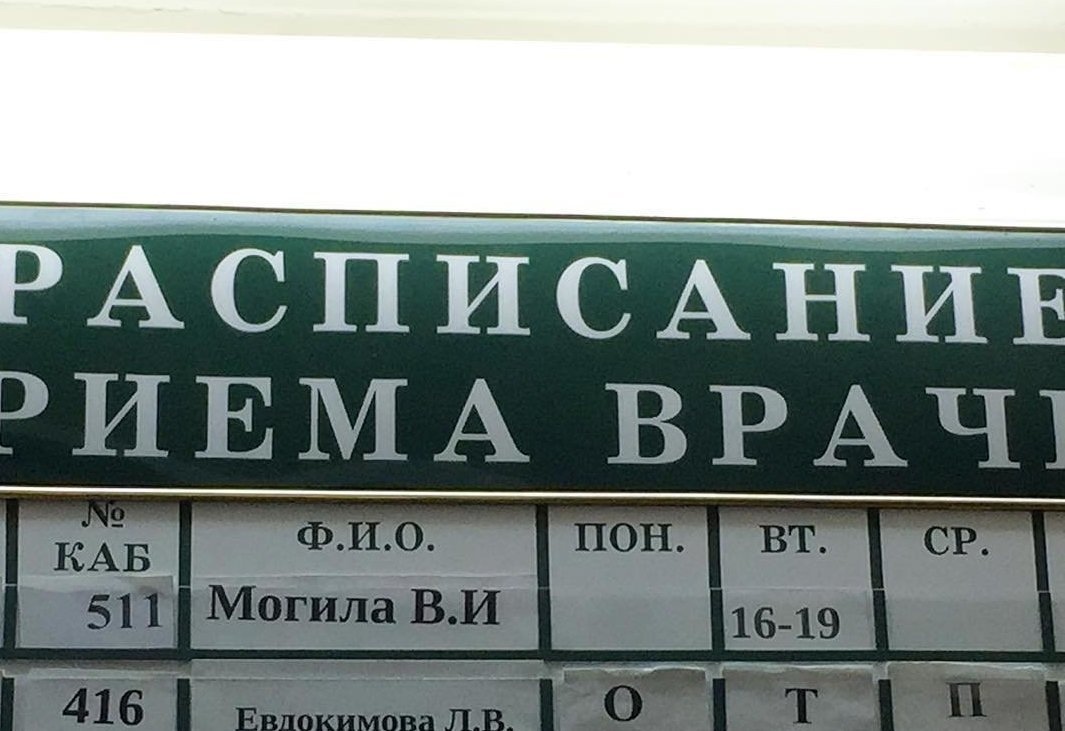 РАСПИСАНИЕ
РИЕМА ВРАЧ
№ КАБ Ф.И.О. ПОН. ВТ. СР.
511 Могила В.И 16-19
416 Евдокимова Л.В. О Т П